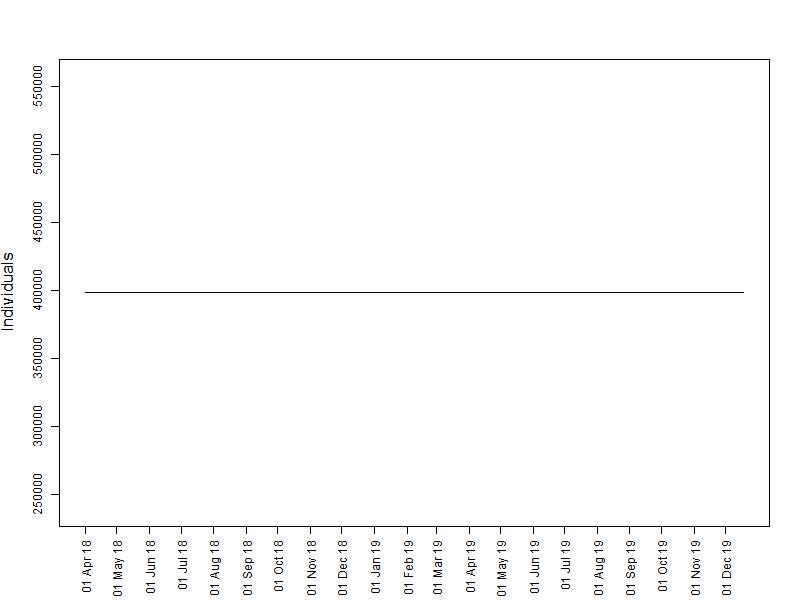 Individuals
550000
500000
450000
400000
350000
300000
250000
01 Apr 18
01 May 18
01 Jun 18
01 Jul 18
01 Aug 18
01 Sep 18
01 Oct 18
01 Nov 18
01 Dec 18
01 Jan 19
01 Feb 19
01 Mar 19
01 Apr 19
01 May 19
01 Jun 19
01 Jul 19
01 Aug 19
01 Sep 19
01 Oct 19
01 Nov 19
01 Dec 19